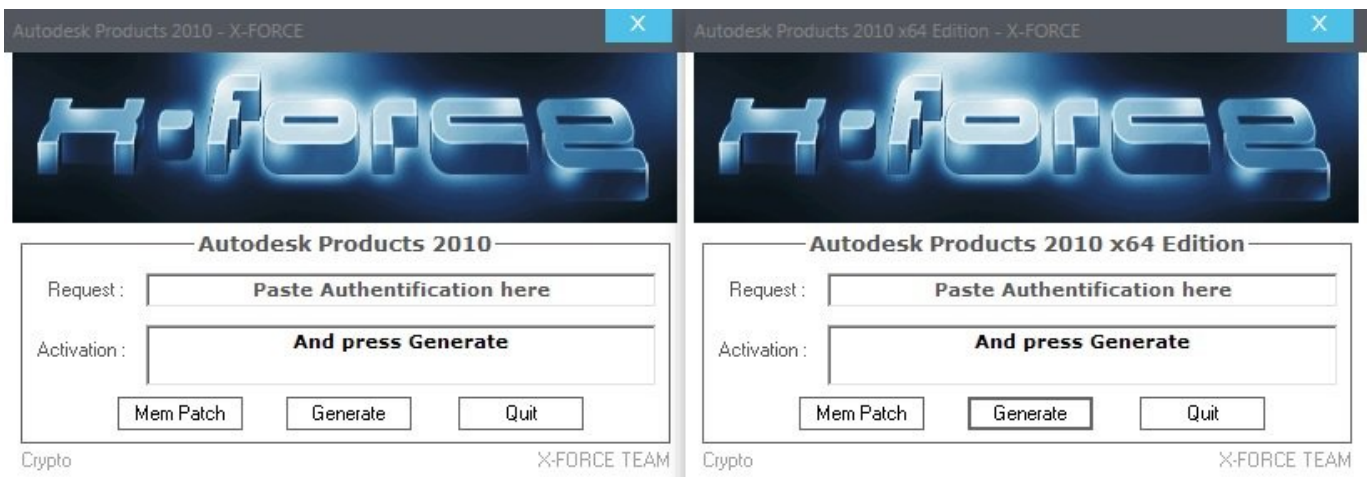 Autodesk Products 2010 - X-FORCE
X
x-force
Autodesk Products 2010
Request :
Paste Authentification here
Activation :
And press Generate
Mem Patch
Generate
Quit
Crypto
X-FORCE TEAM
Autodesk Products 2010 x64 Edition - X-FORCE
X
x-force
Autodesk Products 2010 x64 Edition
Request :
Paste Authentification here
Activation :
And press Generate
Mem Patch
Generate
Quit
Crypto
X-FORCE TEAM